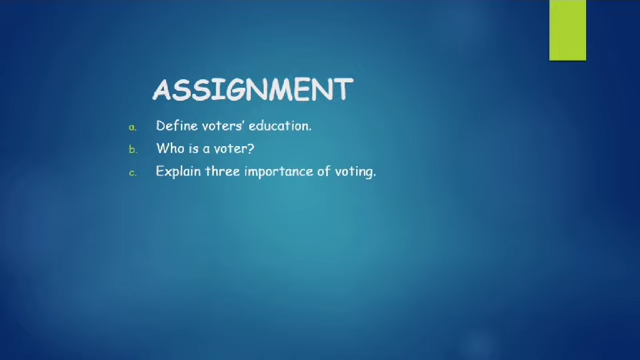 ASSIGNMENT
a. Define voters' education.
b. Who is a voter?
c. Explain three importance of voting.